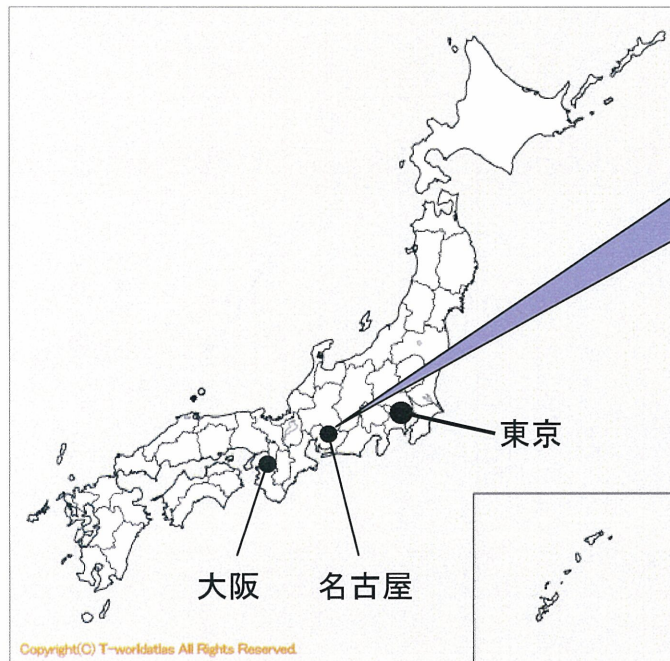 東京
大阪
名古屋
Copyright(C) T-worldatlas All Rights Reserved.